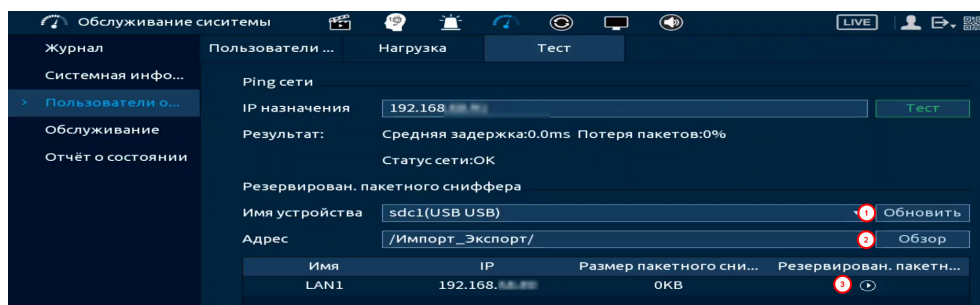 Обслуживание сиситемы LIVE
Журнал Пользователи ... Нагрузка Тест
Системная инфо...
Ping сети
Пользователи о...
IP назначения 192.168 Тест
Обслуживание
Результат: Средняя задержка:0.0ms Потеря пакетов:0%
Отчёт о состоянии
Статус сети:OK
Резервирован. пакетного сниффера
Имя устройства sdc1(USB USB) 1 Обновить
Адрес /Импорт_Экспорт/ 2 Обзор
Имя IP Размер пакетного сни... Резервирован. пакетн...
LAN1 192.168. 0KB 3